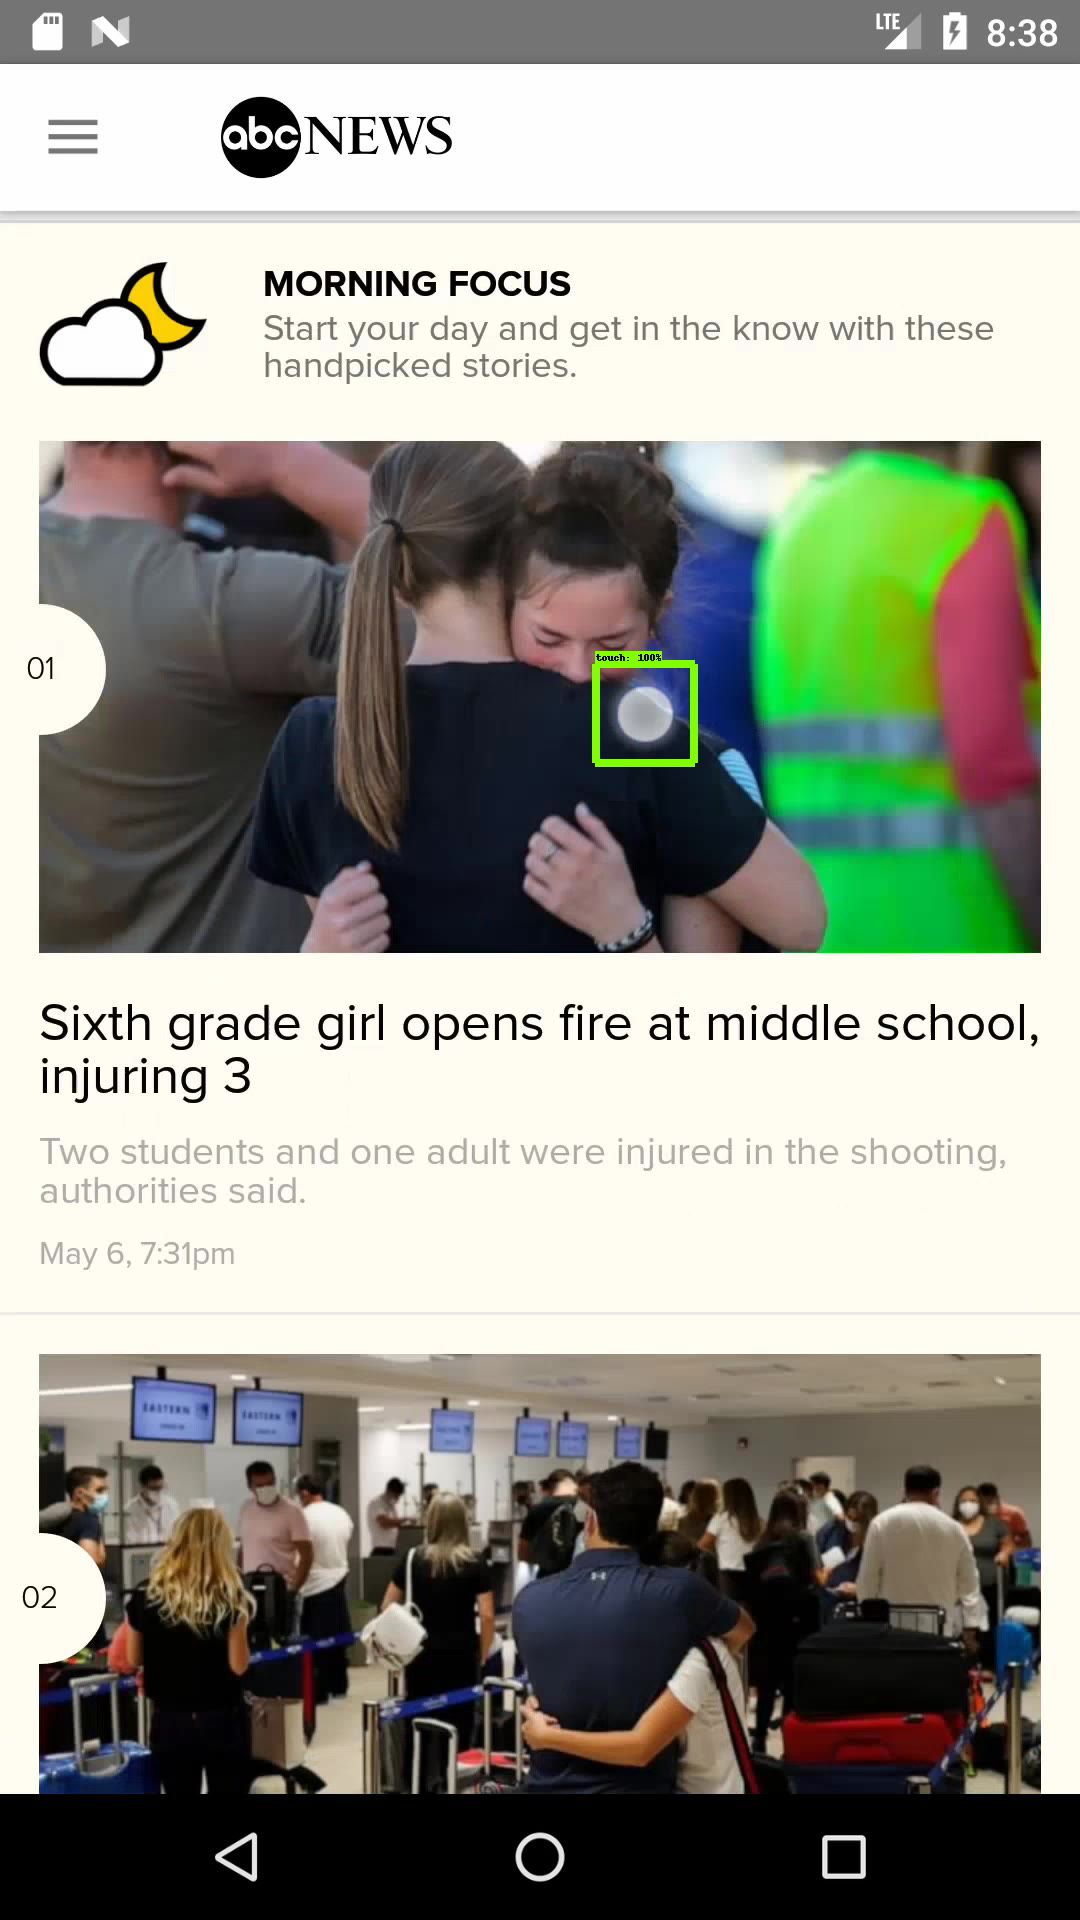 LTE 8:38
abc NEWS
MORNING FOCUS
Start your day and get in the know with these
handpicked stories.
01
touch: 100%
Sixth grade girl opens fire at middle school,
injuring 3
Two students and one adult were injured in the shooting,
authorities said.
May 6, 7:31pm
EASTERN
EASTERN
02